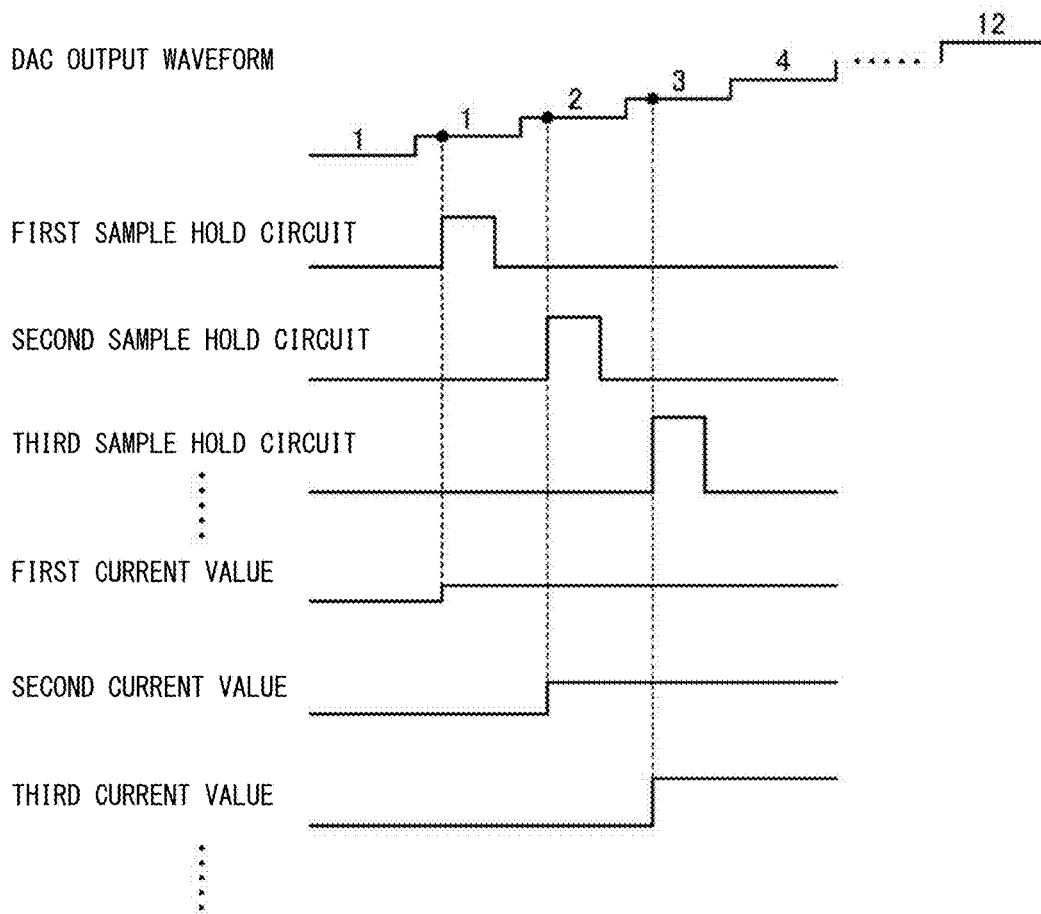 DAC OUTPUT WAVEFORM
1 1 2 3 4 12
FIRST SAMPLE HOLD CIRCUIT
SECOND SAMPLE HOLD CIRCUIT
THIRD SAMPLE HOLD CIRCUIT
FIRST CURRENT VALUE
SECOND CURRENT VALUE
THIRD CURRENT VALUE